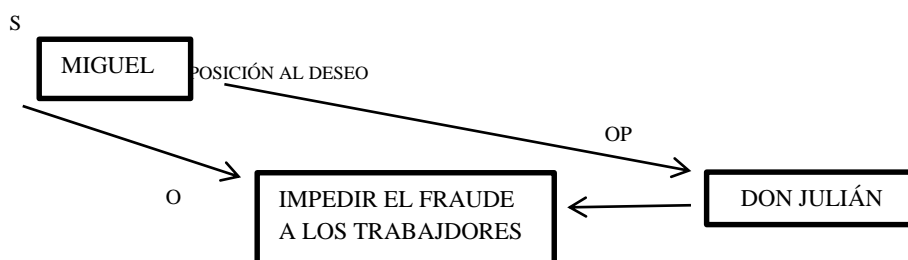 S
MIGUEL
POSICIÓN AL DESEO
OP
O
IMPEDIR EL FRAUDE
A LOS TRABAJDORES
DON JULIÁN